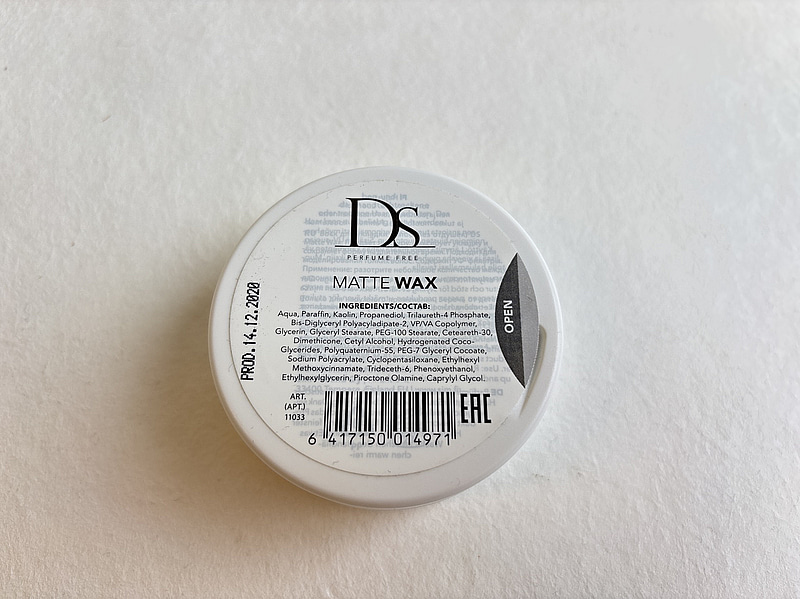 DS
PERFUME FREE
MATTE WAX
INGREDIENTS/СОСТАВ:
Aqua, Paraffin, Kaolin, Propanediol, Trilaureth-4 Phosphate,
Bis-Diglyceryl Polyacyladipate-2, VP/VA Copolymer,
Glycerin, Glyceryl Stearate, PEG-100 Stearate, Ceteareth-30,
Dimethicone, Cetyl Alcohol, Hydrogenated Coco-
Glycerides, Polyquaternium-55, PEG-7 Glyceryl Cocoate,
Sodium Polyacrylate, Cyclopentasiloxane, Ethylhexyl
Methoxycinnamate, Trideceth-6, Phenoxyethanol,
Ethylhexylglycerin, Piroctone Olamine, Caprylyl Glycol.
ART.
(АРТ.)
11033
6 417150 014971
EAC
PROD.14.12.2020
OPEN